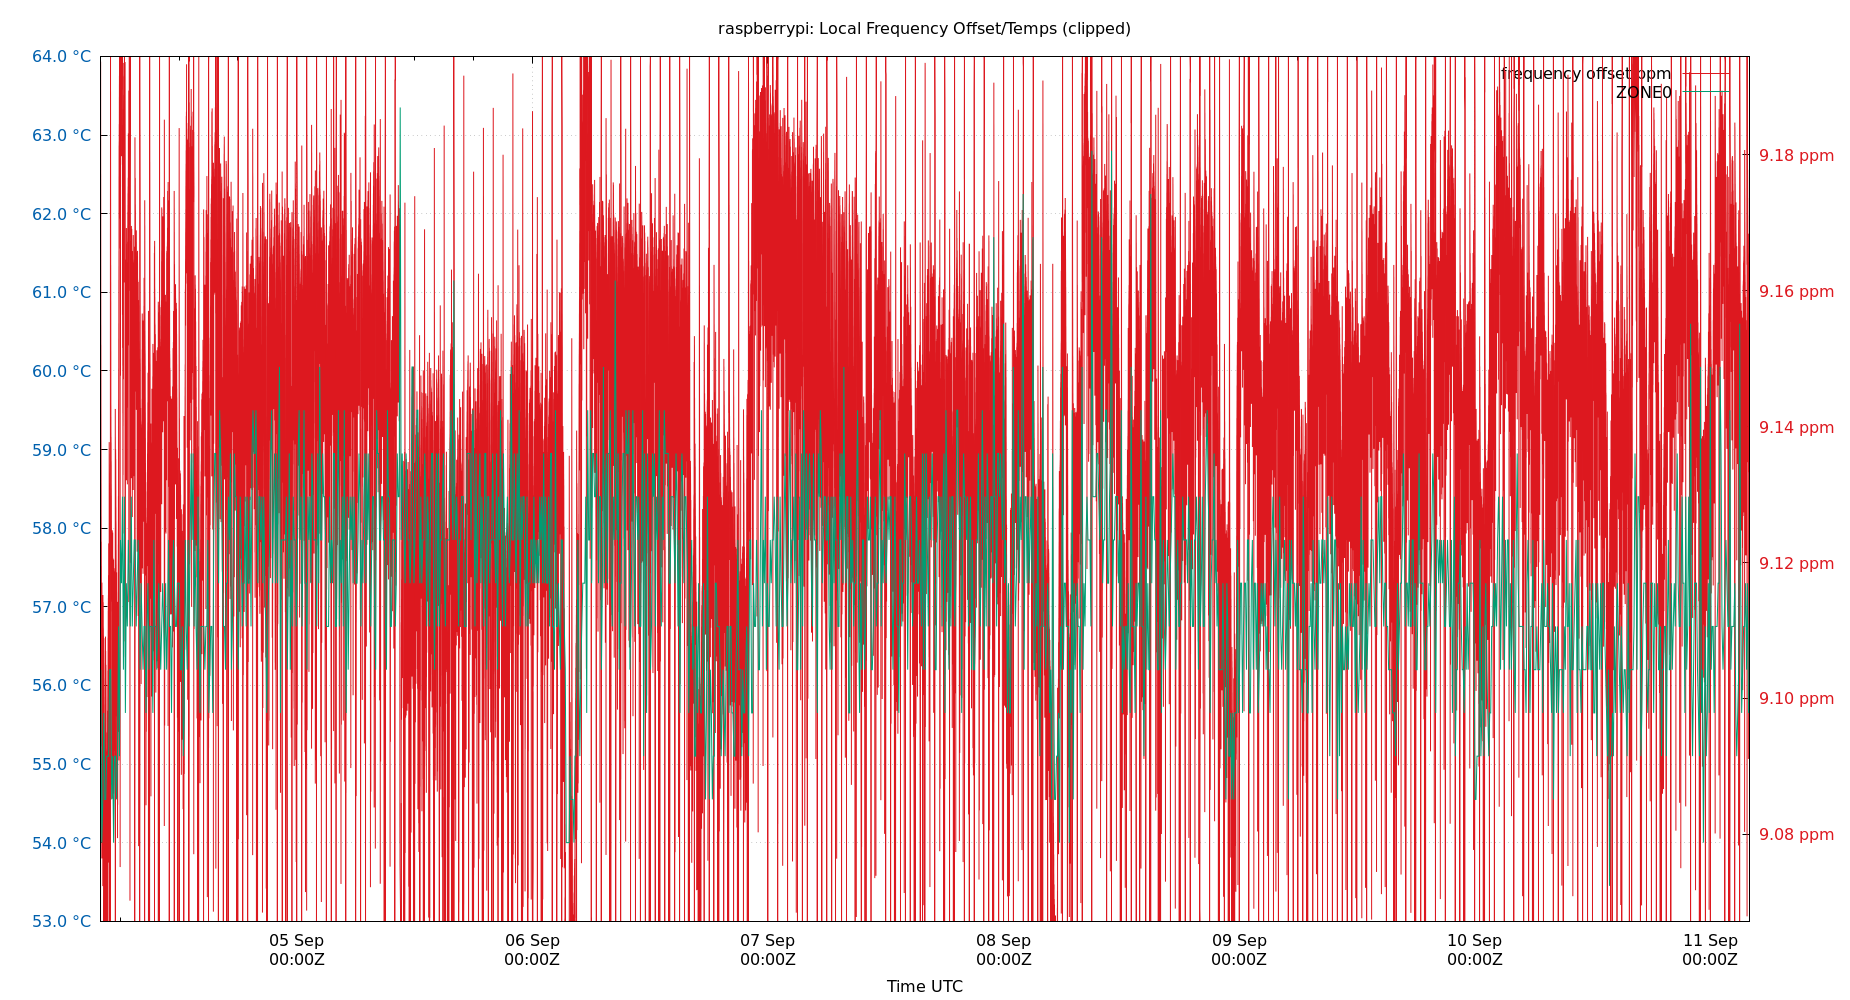 raspberrypi: Local Frequency Offset/Temps (clipped)
64.0 °C
63.0 °C
62.0 °C
61.0 °C
60.0 °C
59.0 °C
58.0 °C
57.0 °C
56.0 °C
55.0 °C
54.0 °C
53.0 °C
frequency offset ppm
ZONE0
9.18 ppm
9.16 ppm
9.14 ppm
9.12 ppm
9.10 ppm
9.08 ppm
05 Sep
00:00Z
06 Sep
00:00Z
07 Sep
00:00Z
08 Sep
00:00Z
09 Sep
00:00Z
10 Sep
00:00Z
11 Sep
00:00Z
Time UTC